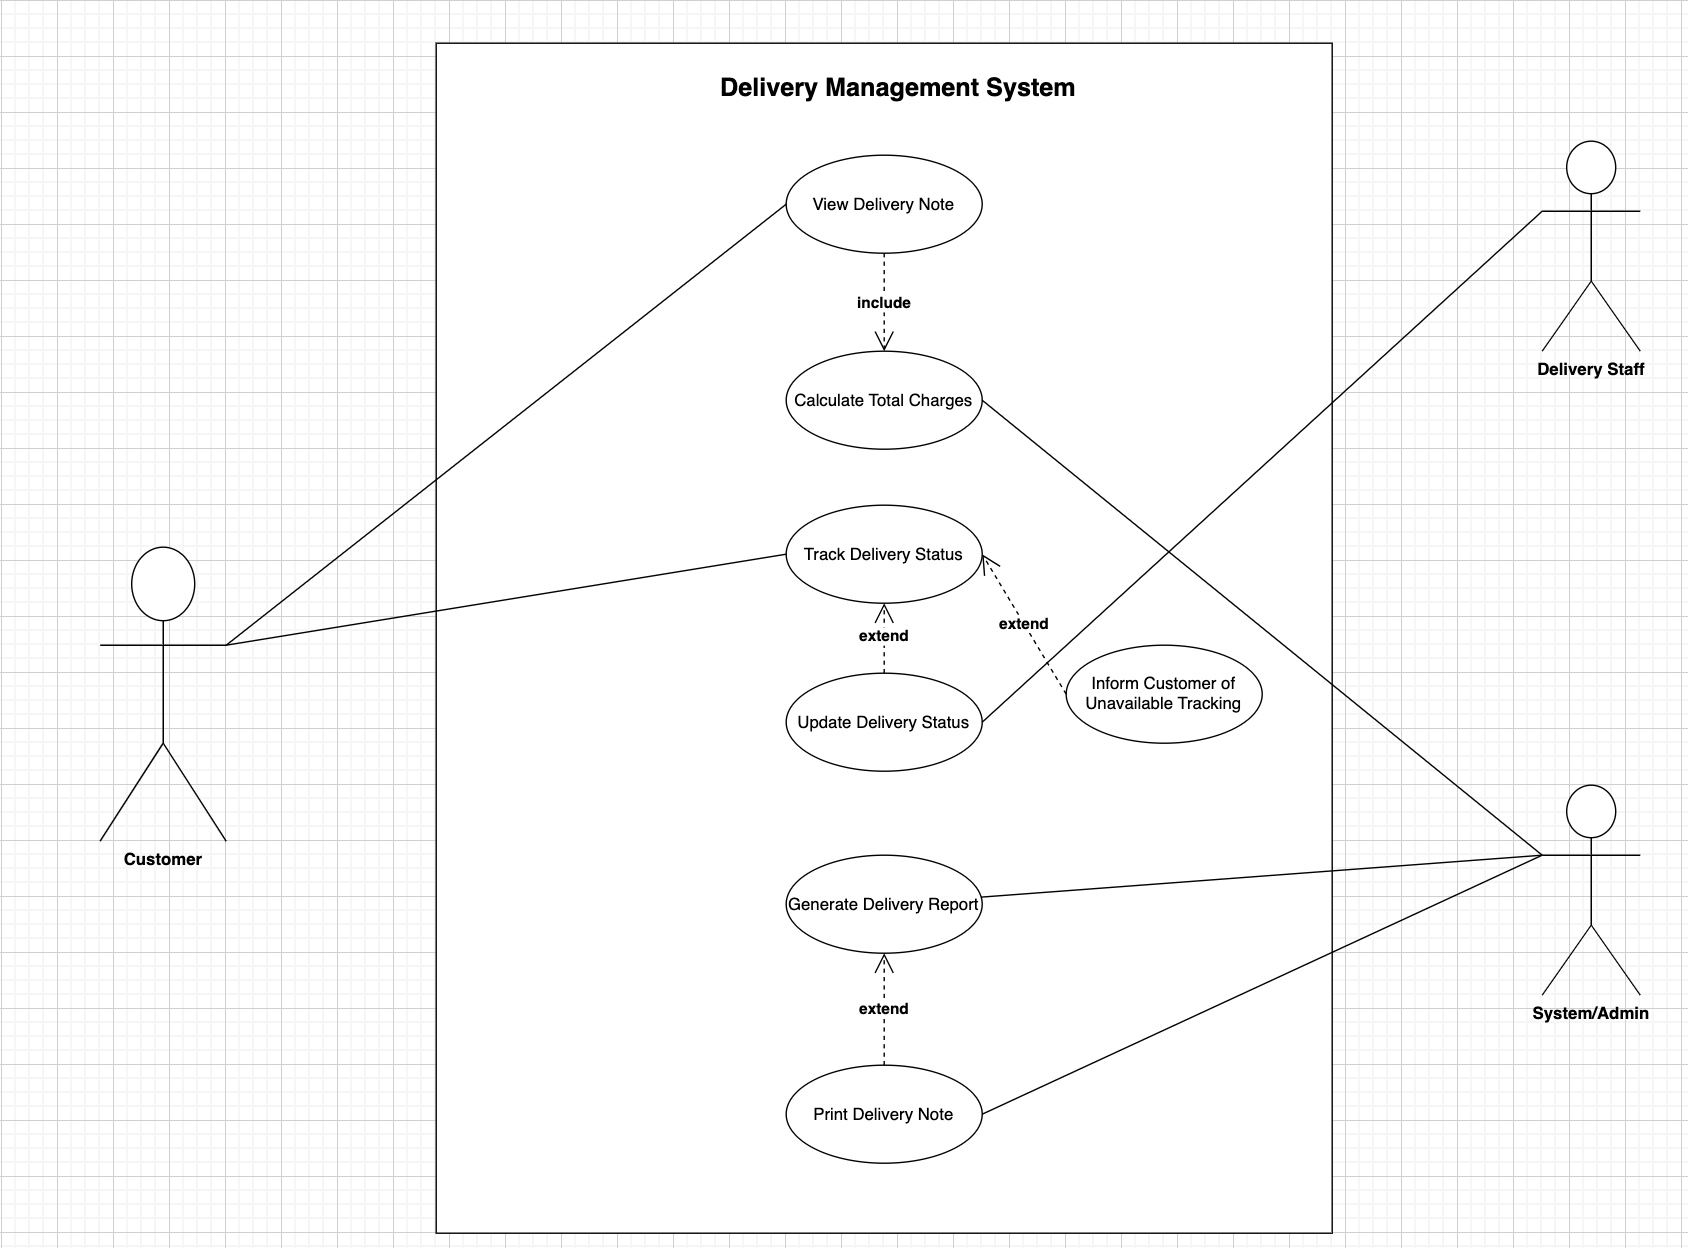 Delivery Management System
View Delivery Note
include
Calculate Total Charges
Delivery Staff
Track Delivery Status
extend
extend
Inform Customer of
Unavailable Tracking
Update Delivery Status
Customer
Generate Delivery Report
extend
System/Admin
Print Delivery Note